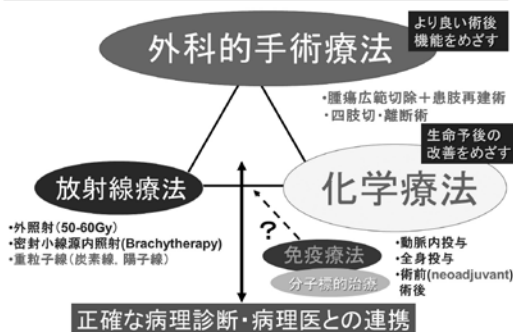 外科的手術療法
より良い術後
機能をめざす
・腫瘍広範切除＋患肢再建術
・四肢切・離断術
生命予後の
改善をめざす
放射線療法
化学療法
・外照射(50-60Gy)
・密封小線源内照射(Brachytherapy)
・重粒子線(炭素線, 陽子線)
?
免疫療法
分子標的治療
・動脈内投与
・全身投与
・術前(neoadjuvant)
術後
正確な病理診断・病理医との連携